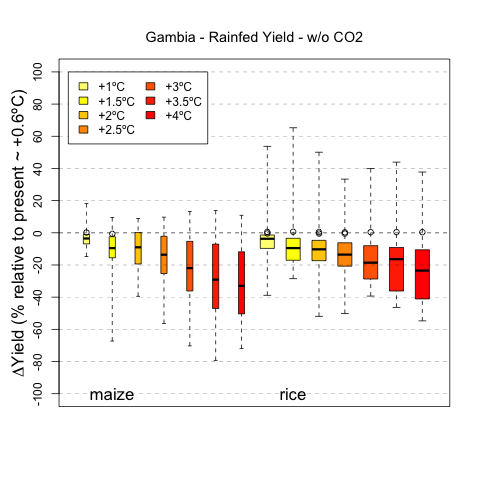 Gambia - Rainfed Yield - w/o CO2
ΔYield (% relative to present ~ +0.6ºC)
100
80
60
40
20
0
-20
-40
-60
-80
-100
+1ºC
+1.5ºC
+2ºC
+2.5ºC
+3ºC
+3.5ºC
+4ºC
maize
rice